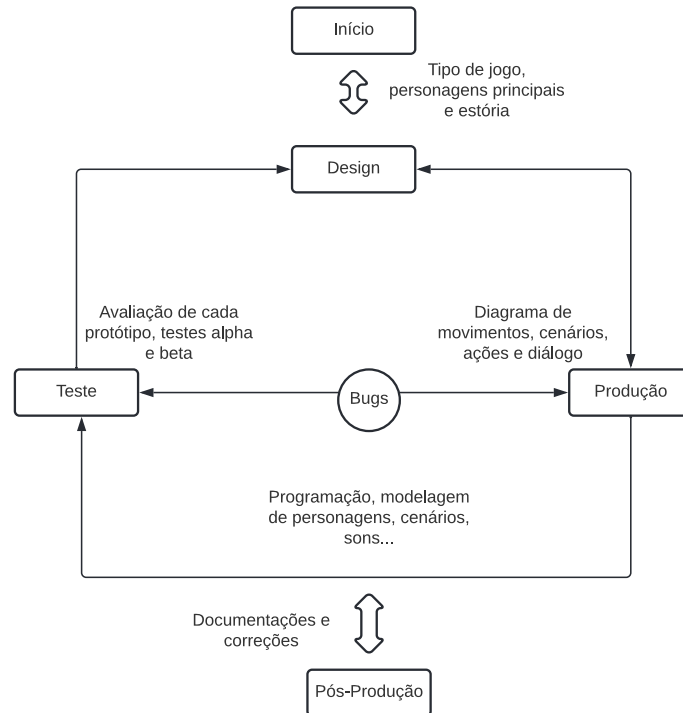 Início
Tipo de jogo,
personagens principais
e estória
Design
Avaliação de cada
protótipo, testes alpha
e beta
Diagrama de
movimentos, cenários,
ações e diálogo
Teste
Bugs
Produção
Programação, modelagem
de personagens, cenários,
sons...
Documentações e
correções
Pós-Produção